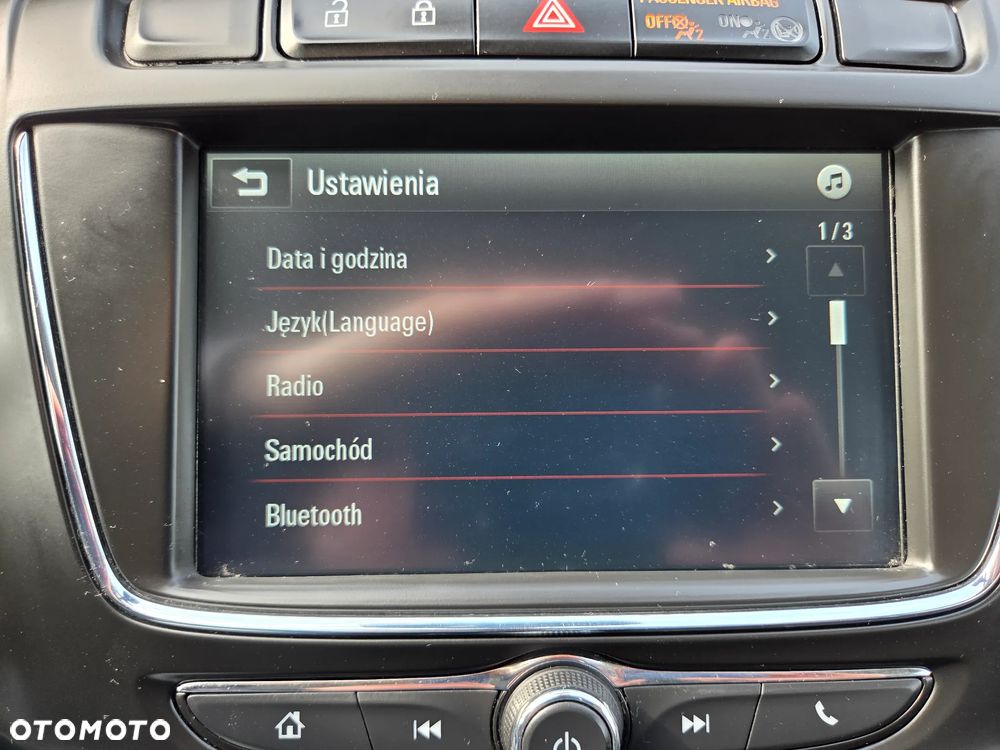 PASSENGER AIRBAG
OFF ON
Ustawienia
1/3
Data i godzina
Język(Language)
Radio
Samochód
Bluetooth
OTOMOTO